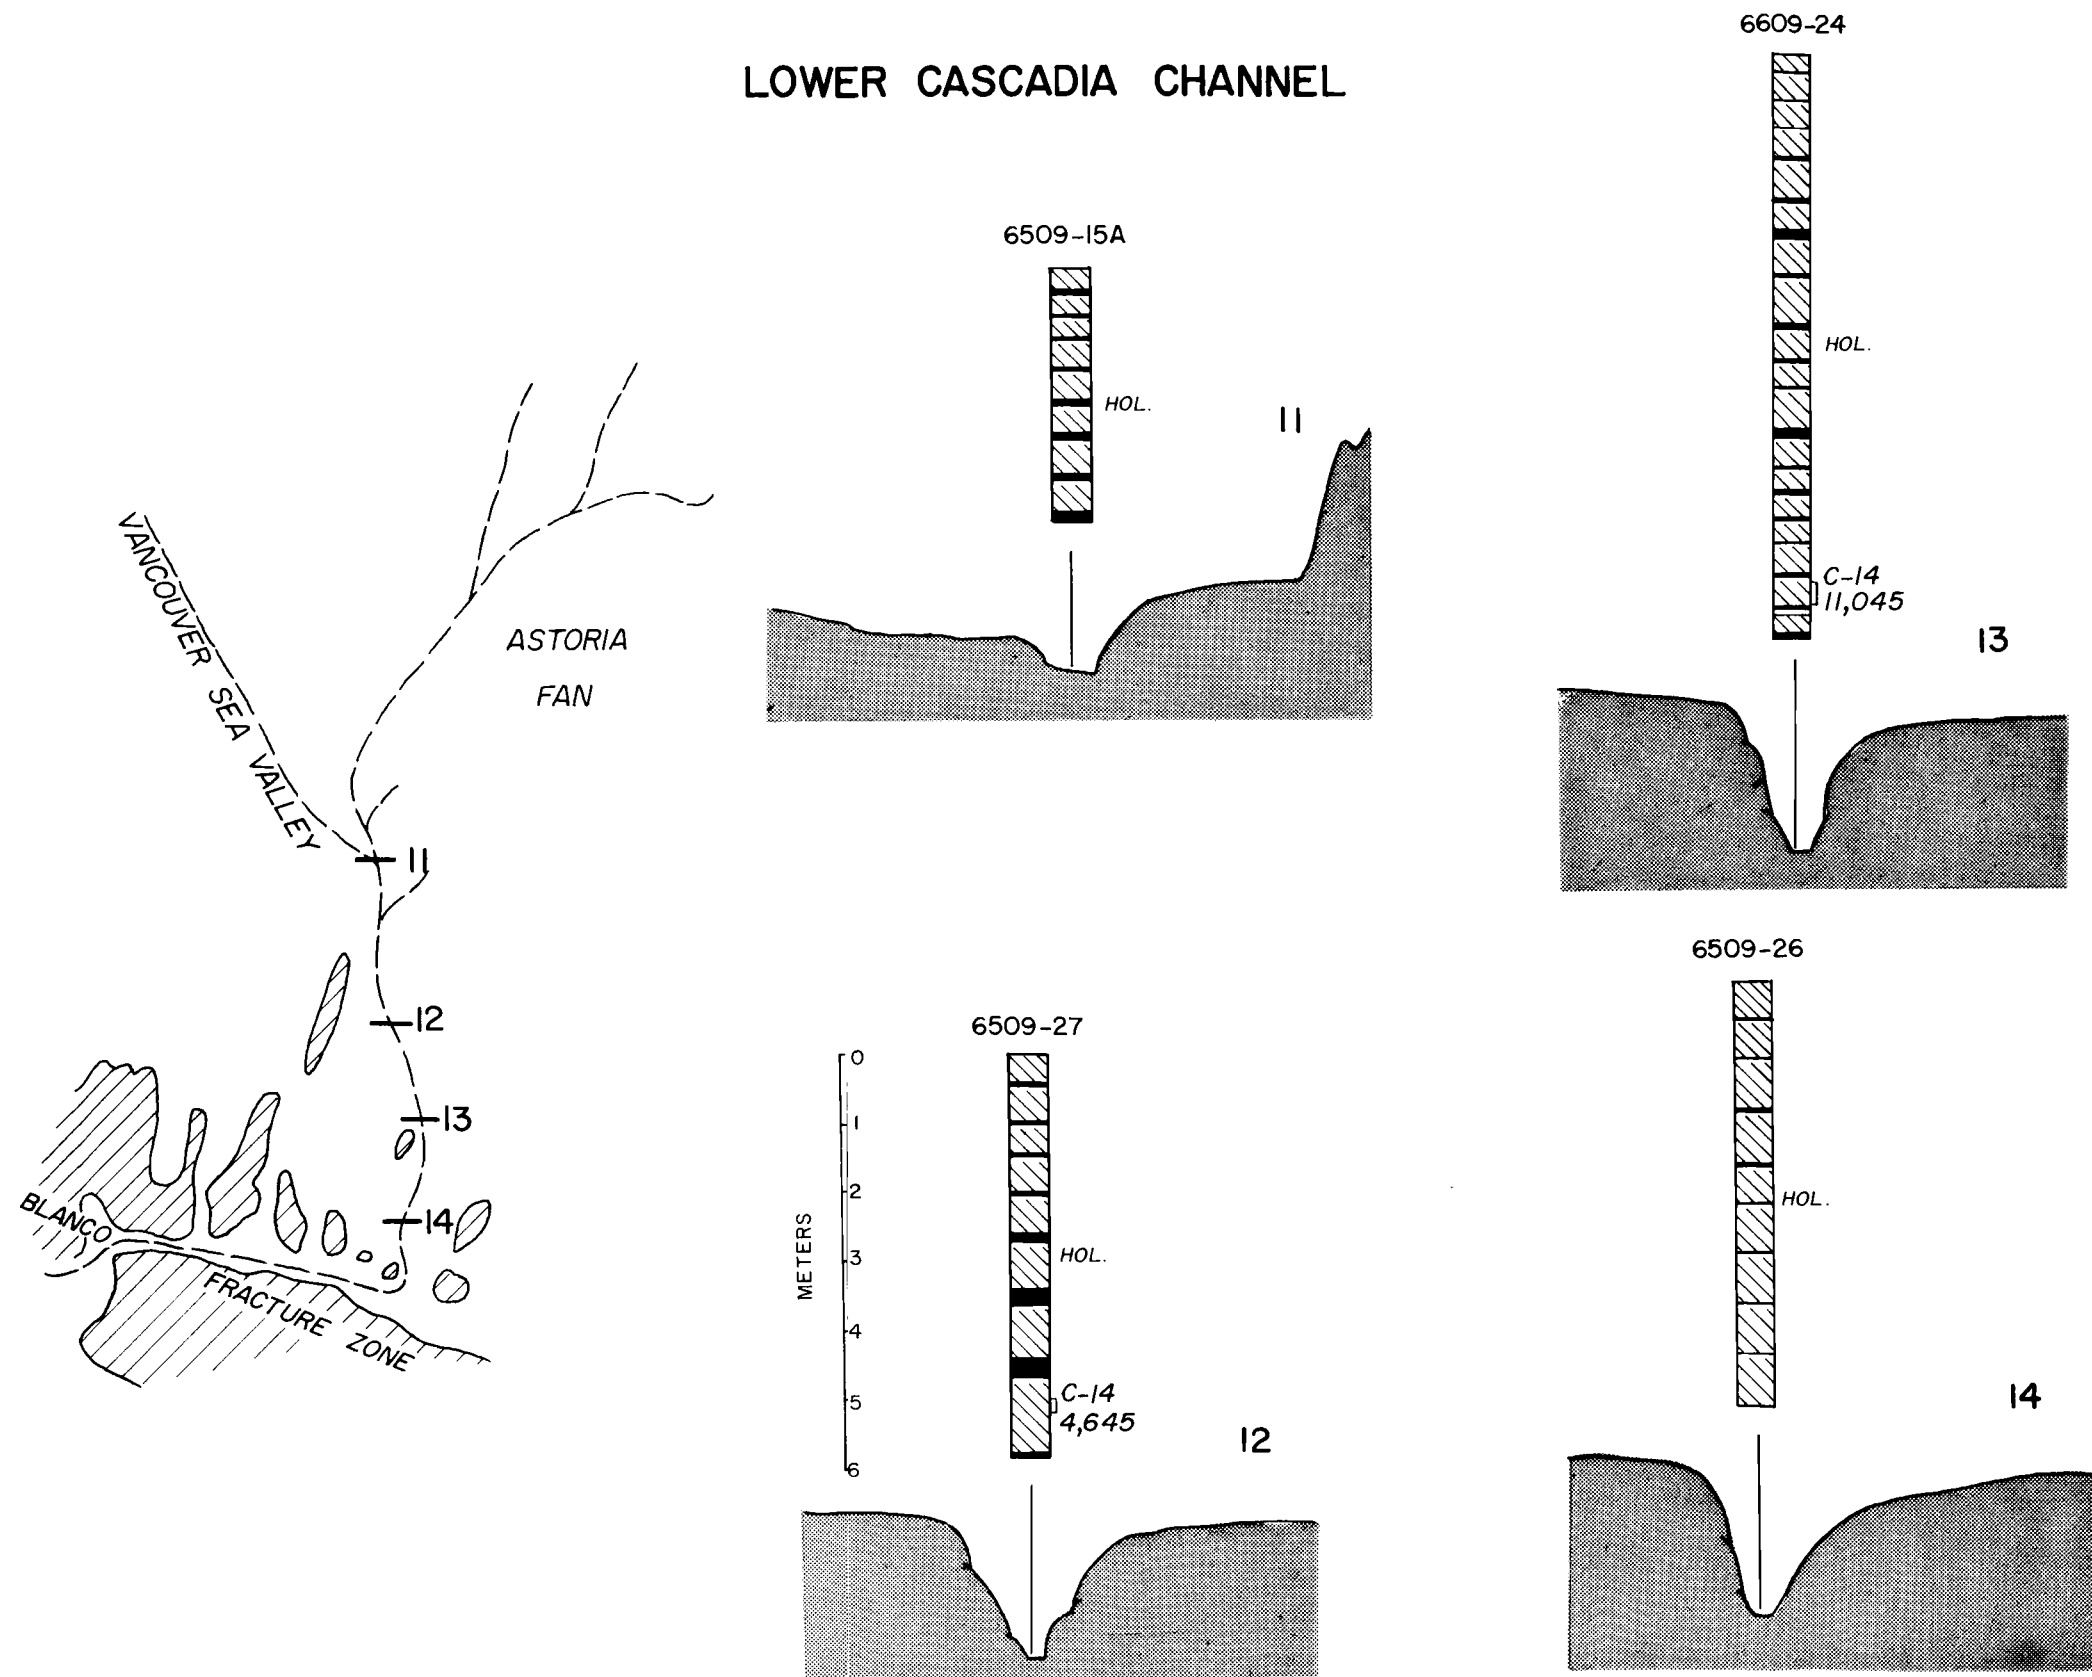 LOWER CASCADIA CHANNEL
6609-24
6509-15A
HOL.
11
HOL.
C-14
11,045
13
VANCOUVER SEA VALLEY
ASTORIA
FAN
11
12
13
14
BLANCO
FRACTURE ZONE
6509-27
METERS
0
1
2
3
4
5
6
HOL.
C-14
4,645
12
6509-26
HOL.
14